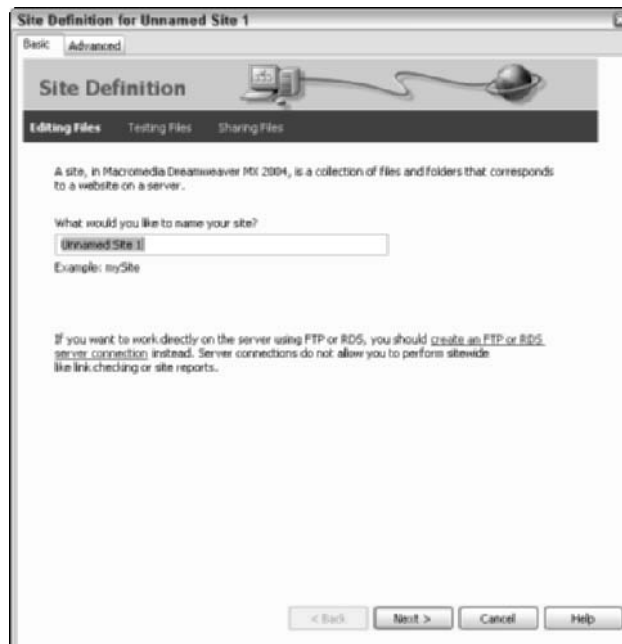 Site Definition for Unnamed Site 1
Basic Advanced
Site Definition
Editing Files Testing Files Sharing Files
A site, in Macromedia Dreamweaver MX 2004, is a collection of files and folders that corresponds
to a website on a server.
What would you like to name your site?
Unnamed Site 1
Example: mySite
If you want to work directly on the server using FTP or RDS, you should create an FTP or RDS
server connection instead. Server connections do not allow you to perform sitewide
like link checking or site reports.
< Back Next > Cancel Help